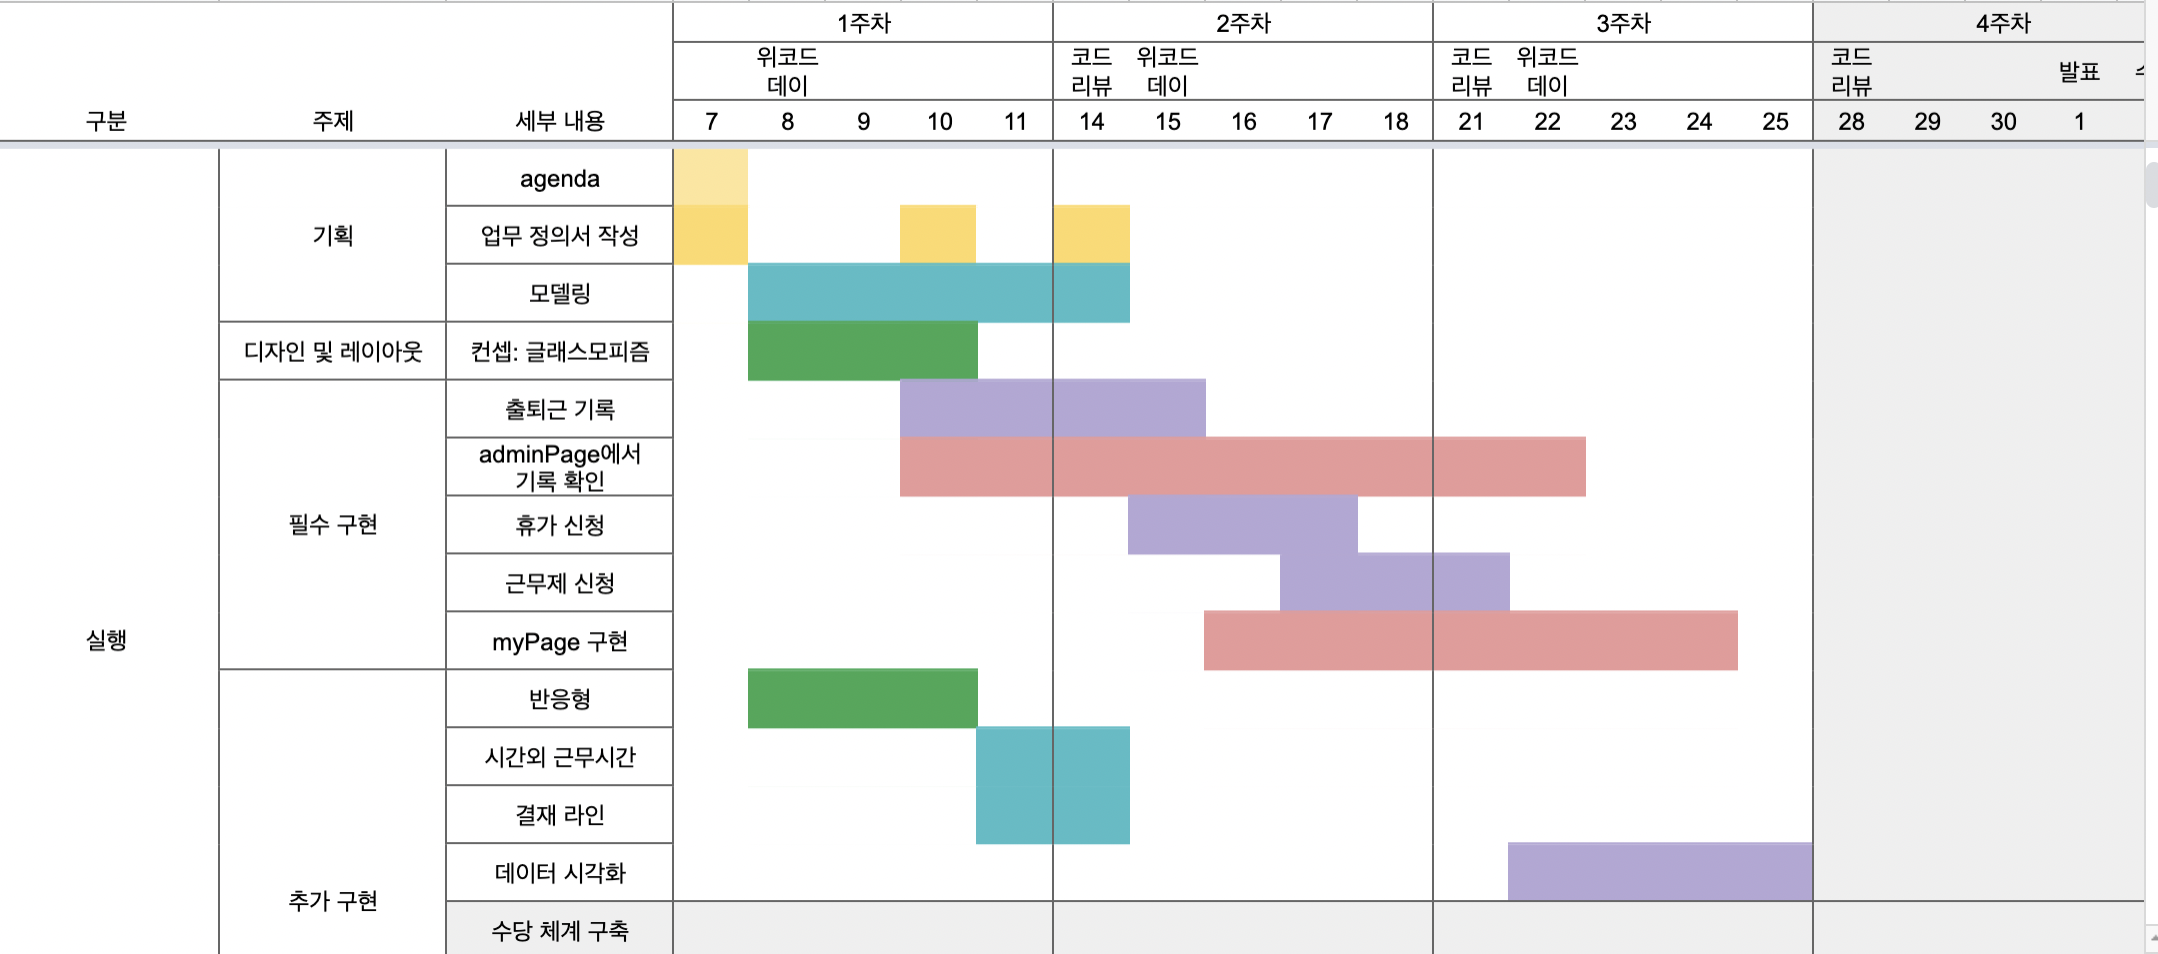 1주차 2주차 3주차 4주차
위코드 코드 위코드 코드 위코드 코드
데이 리뷰 데이 리뷰 데이 리뷰 발표
구분 주제 세부 내용 7 8 9 10 11 14 15 16 17 18 21 22 23 24 25 28 29 30 1
agenda
기획 업무 정의서 작성
모델링
디자인 및 레이아웃 컨셉: 글래스모피즘
출퇴근 기록
adminPage에서
기록 확인
필수 구현 휴가 신청
근무제 신청
실행 myPage 구현
반응형
시간외 근무시간
결재 라인
데이터 시각화
추가 구현
수당 체계 구축